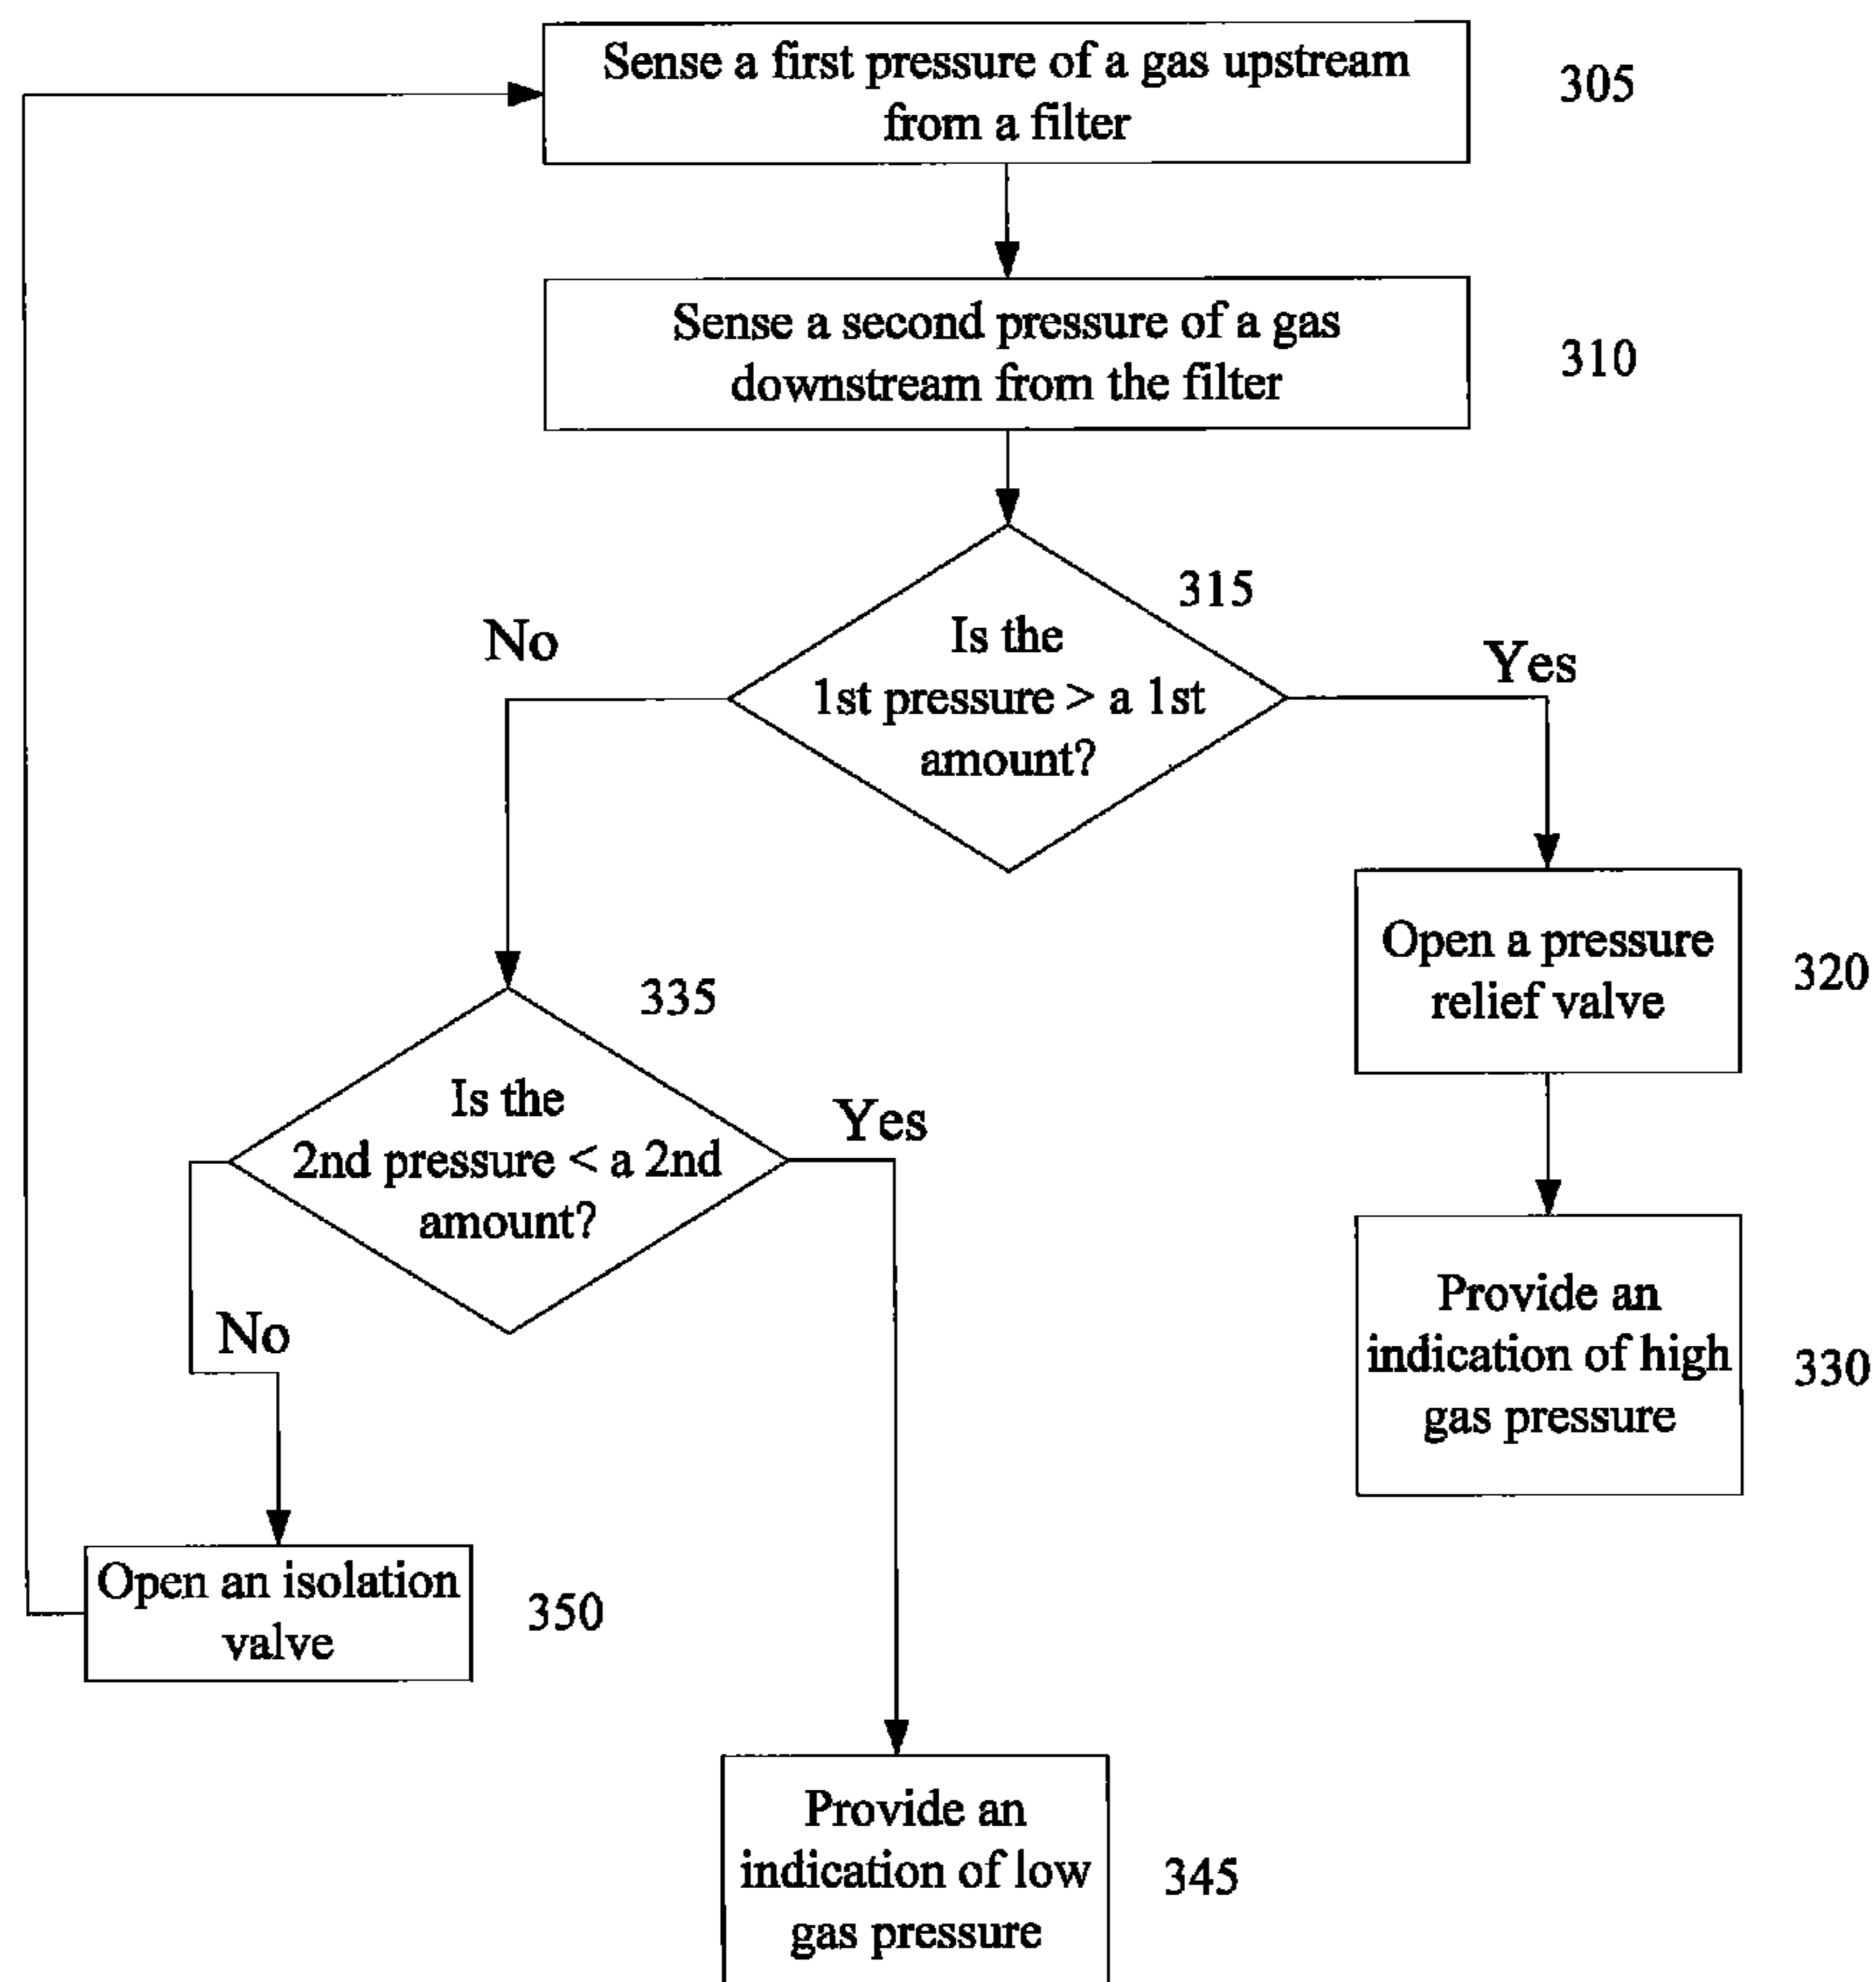 Sense a first pressure of a gas upstream
from a filter
305
Sense a second pressure of a gas
downstream from the filter
310
315
Is the
1st pressure > a 1st
amount?
No
Yes
Open a pressure
relief valve
320
335
Is the
2nd pressure < a 2nd
amount?
Yes
No
Provide an
indication of high
gas pressure
330
Open an isolation
valve
350
Provide an
indication of low
gas pressure
345